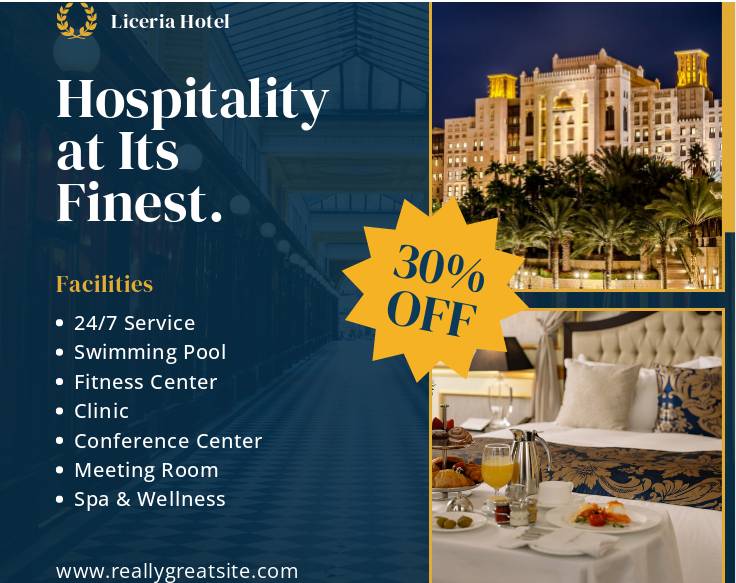 Liceria Hotel
Hospitality
at Its
Finest.
30%
OFF
Facilities
• 24/7 Service
• Swimming Pool
• Fitness Center
• Clinic
• Conference Center
• Meeting Room
• Spa & Wellness
www.reallygreatsite.com